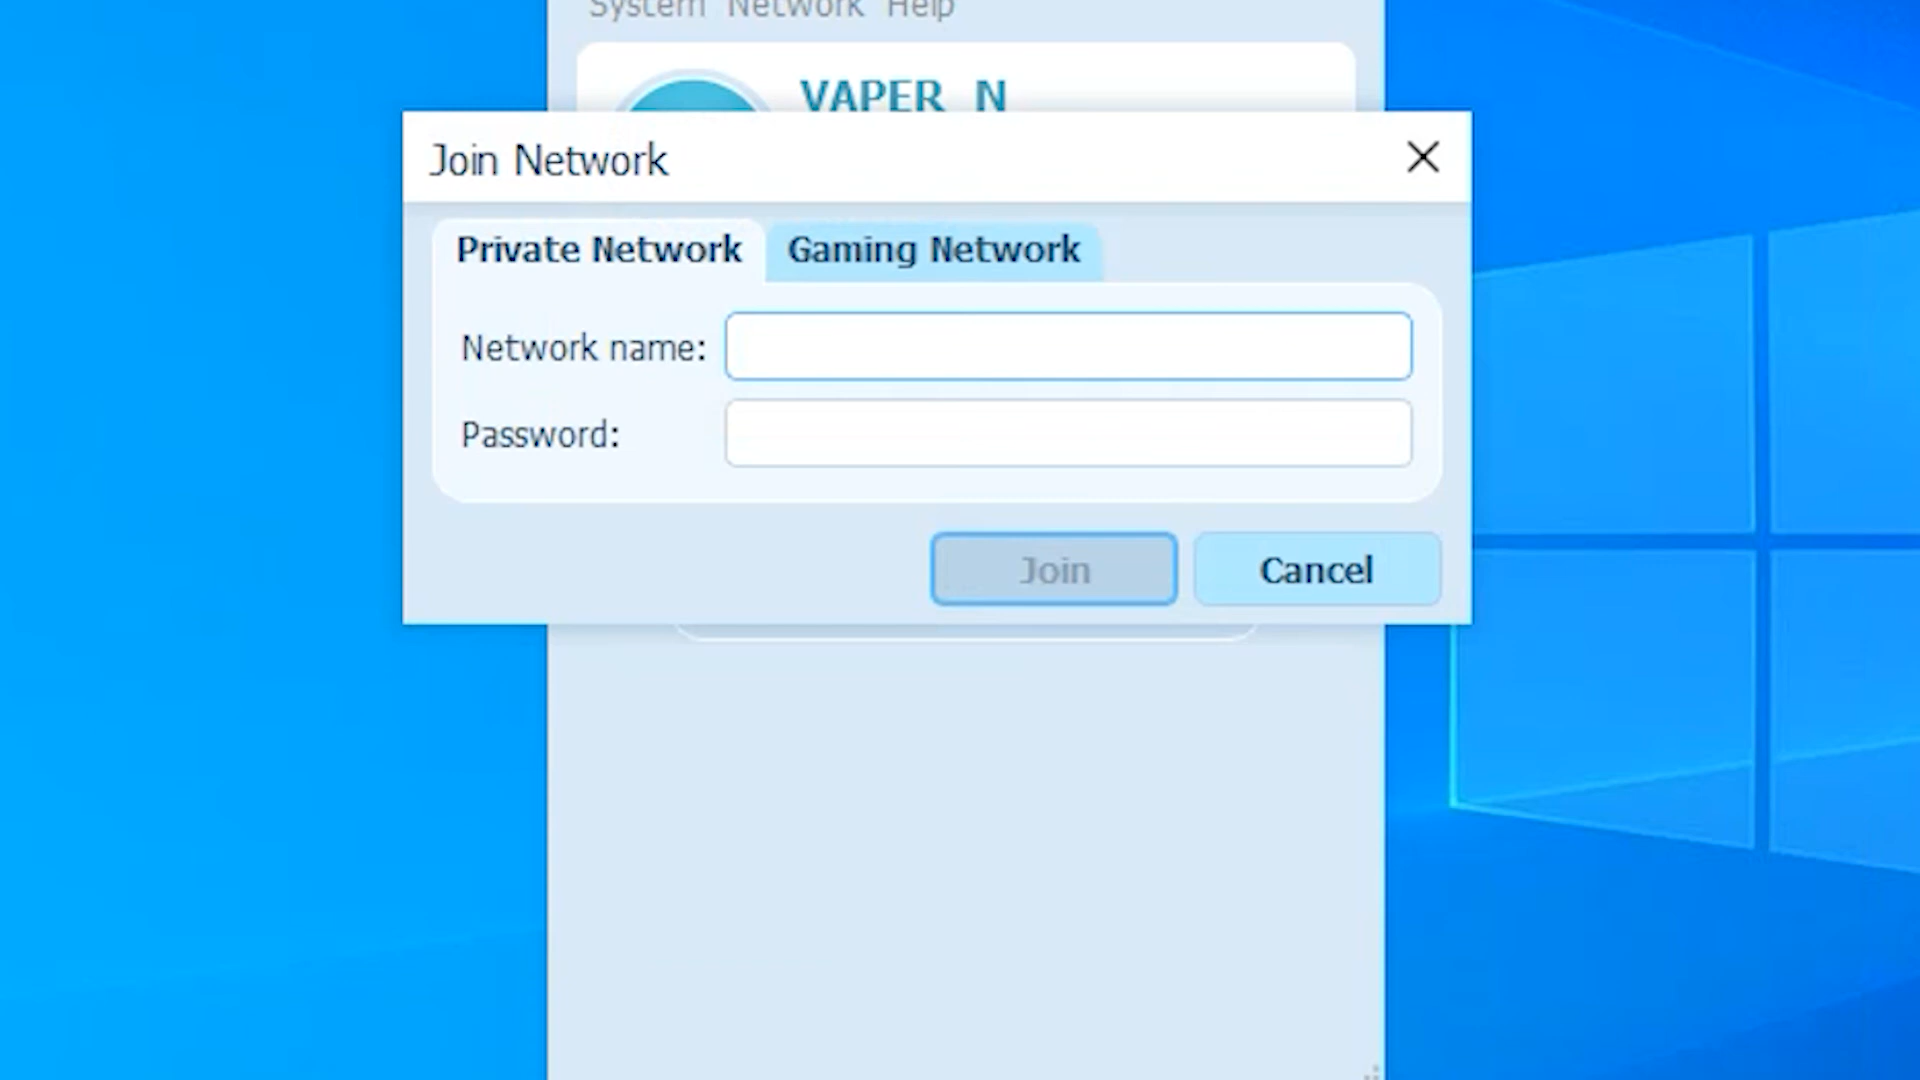 System Network Help
VAPER N
Join Network
Private Network Gaming Network
Network name:
Password:
Join Cancel